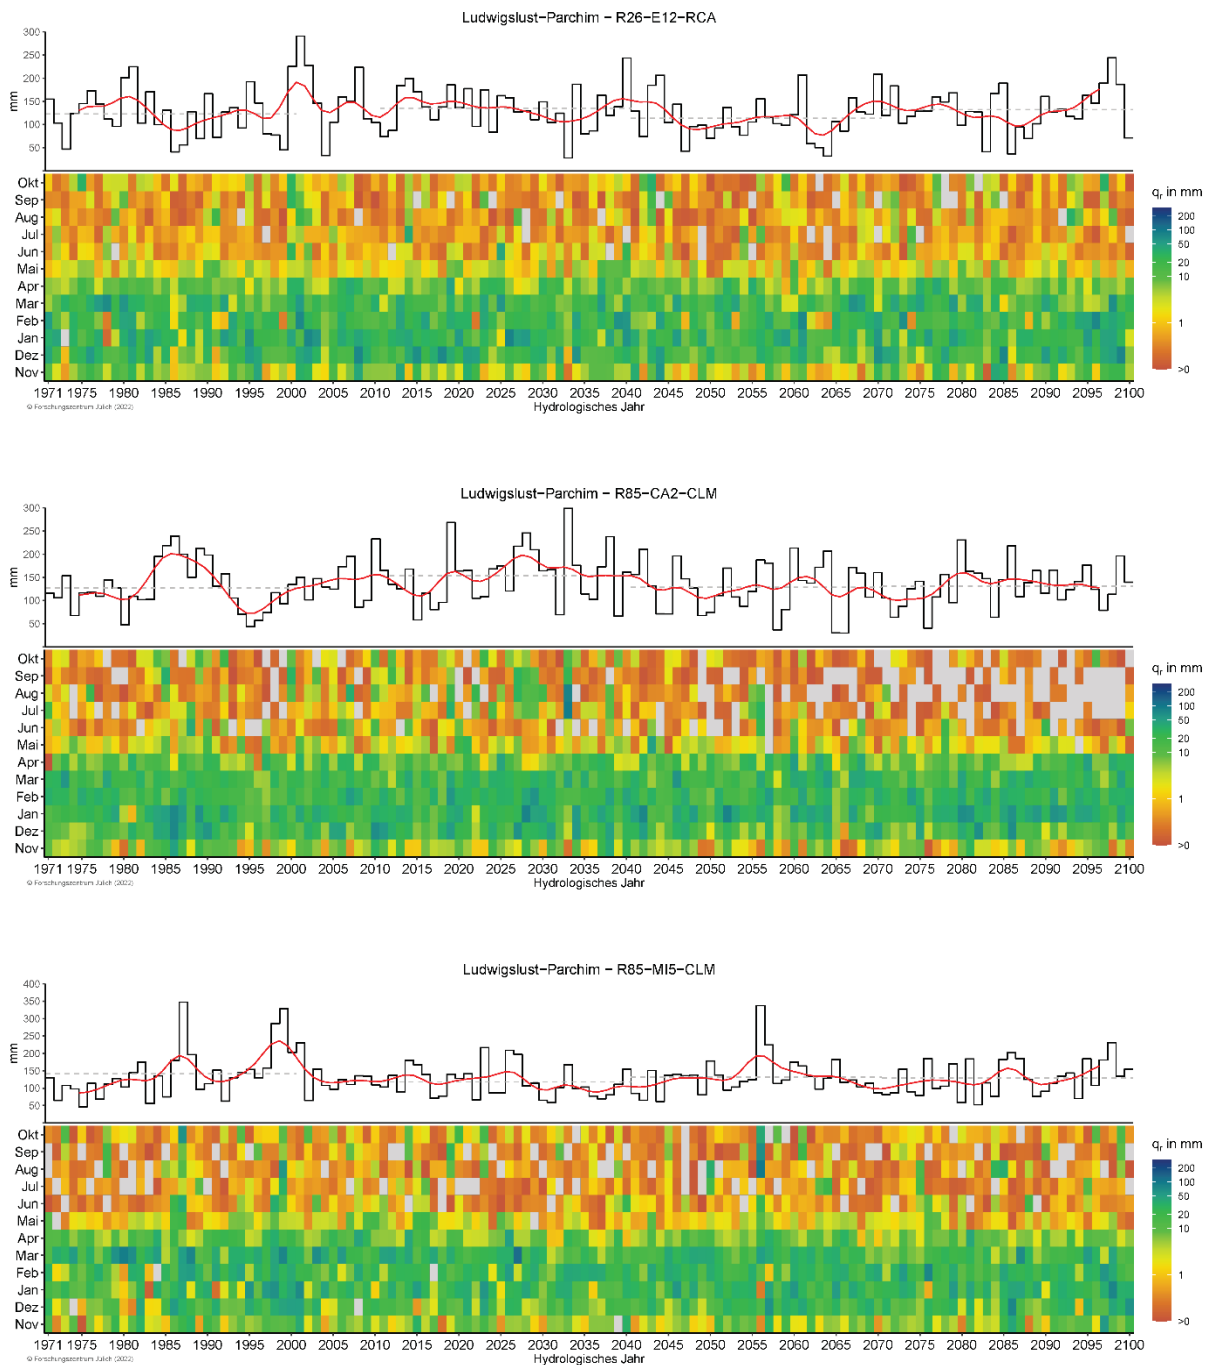 Ludwigslust-Parchim - R26-E12-RCA
300
250
200
150
100
50
mm
Okt
Sep
Aug
Jul
Jun
Mai
Apr
Mar
Feb
Jan
Dez
Nov
qr in mm
200
100
50
20
10
1
>0
1971 1975 1980 1985 1990 1995 2000 2005 2010 2015 2020 2025 2030 2035 2040 2045 2050 2055 2060 2065 2070 2075 2080 2085 2090 2095 2100
Hydrologisches Jahr
© Forschungszentrum Jülich (2022)
Ludwigslust-Parchim - R85-CA2-CLM
300
250
200
150
100
50
mm
Okt
Sep
Aug
Jul
Jun
Mai
Apr
Mar
Feb
Jan
Dez
Nov
qr in mm
200
100
50
20
10
1
>0
1971 1975 1980 1985 1990 1995 2000 2005 2010 2015 2020 2025 2030 2035 2040 2045 2050 2055 2060 2065 2070 2075 2080 2085 2090 2095 2100
Hydrologisches Jahr
© Forschungszentrum Jülich (2022)
Ludwigslust-Parchim - R85-MI5-CLM
400
350
300
250
200
150
100
50
mm
Okt
Sep
Aug
Jul
Jun
Mai
Apr
Mar
Feb
Jan
Dez
Nov
qr in mm
200
100
50
20
10
1
>0
1971 1975 1980 1985 1990 1995 2000 2005 2010 2015 2020 2025 2030 2035 2040 2045 2050 2055 2060 2065 2070 2075 2080 2085 2090 2095 2100
Hydrologisches Jahr
© Forschungszentrum Jülich (2022)